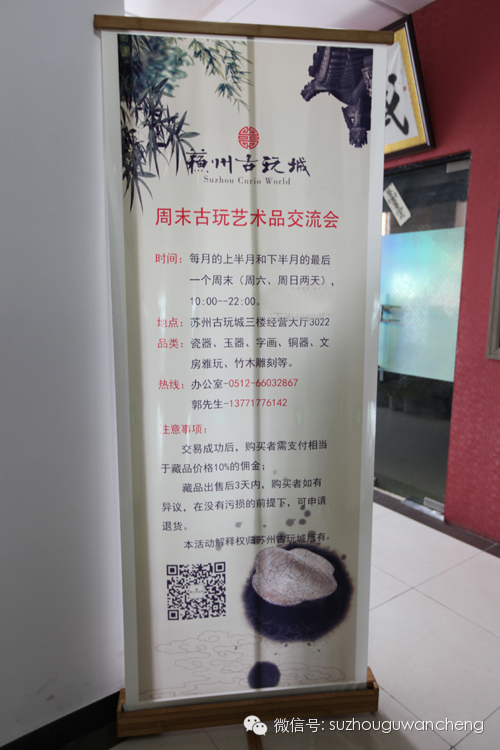 蘇州古玩城
Suzhou Curio World
周末古玩艺术品交流会
时间：每月的上半月和下半月的最后
一个周末（周六、周日两天），
10:00--22:00。
地点：苏州古玩城三楼经营大厅3022
品类：瓷器、玉器、字画、铜器、文
房雅玩、竹木雕刻等。
热线：办公室-0512-66032867
郭先生-13771776142
注意事项：
交易成功后，购买者需支付相当
于藏品价格10%的佣金；
藏品出售后3天内，购买者如有
异议，在没有污损的前提下，可申请
退货。
本活动解释权归苏州古玩城所有。
微信号: suzhouguwancheng